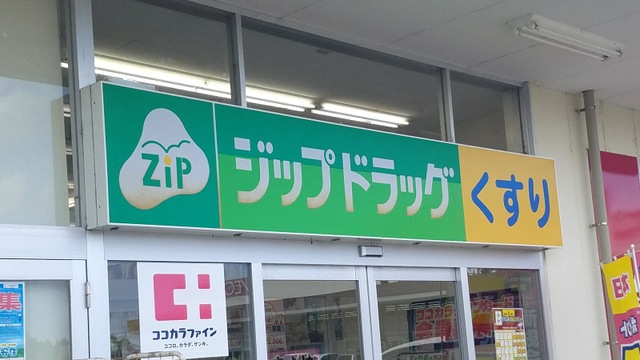 ZiP
ジップドラッグ
くすり
ココカラファイン
ココロ、カラダ、ゲンキ。